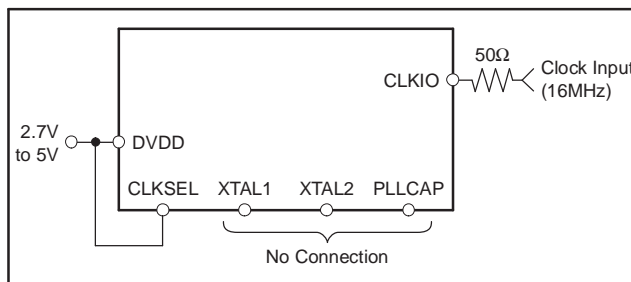 50Ω
CLKIO
Clock Input
(16MHz)
2.7V
to 5V
DVDD
CLKSEL XTAL1 XTAL2 PLLCAP
No Connection